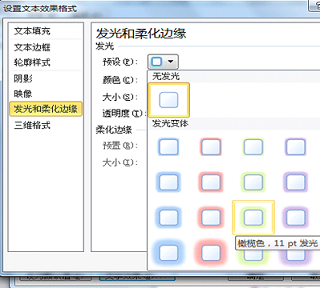 设置文本效果格式
文本填充
文本边框
轮廓样式
阴影
映像
发光和柔化边缘
三维格式
发光和柔化边缘
发光
预设(P):
颜色(C):
大小(S):
透明度(T):
柔化边缘
预置(R):
大小(I):
无发光
发光变体
橄榄色，11 pt 发光